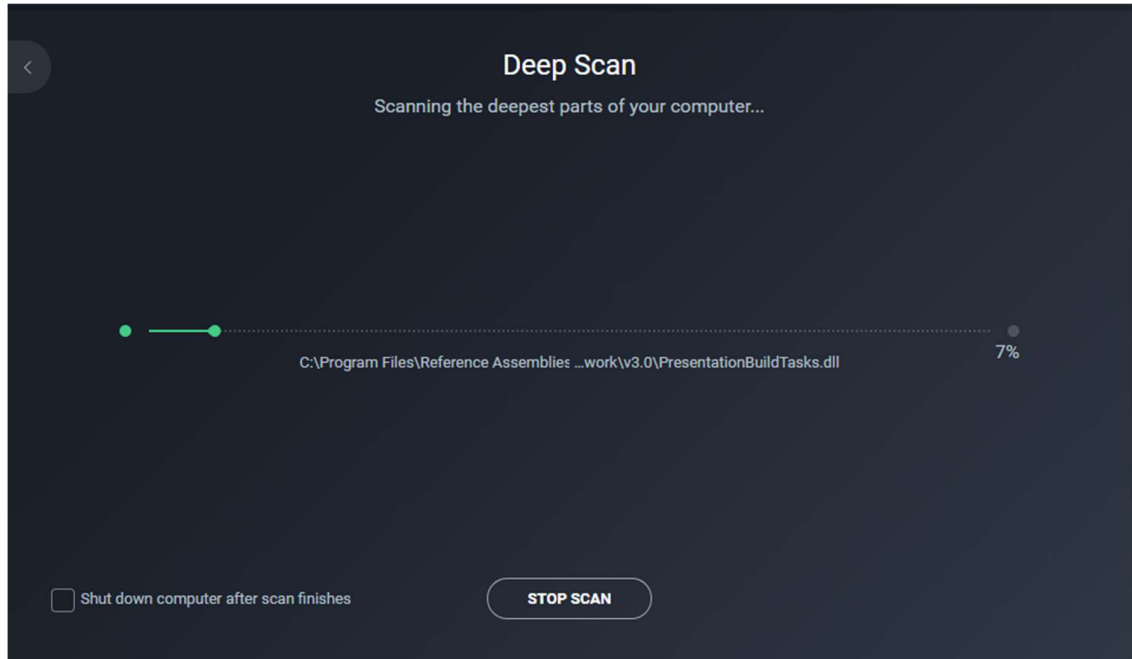 Deep Scan
Scanning the deepest parts of your computer...
7%
C:\Program Files\Reference Assemblies ...work\v3.0\PresentationBuildTasks.dll
Shut down computer after scan finishes
STOP SCAN